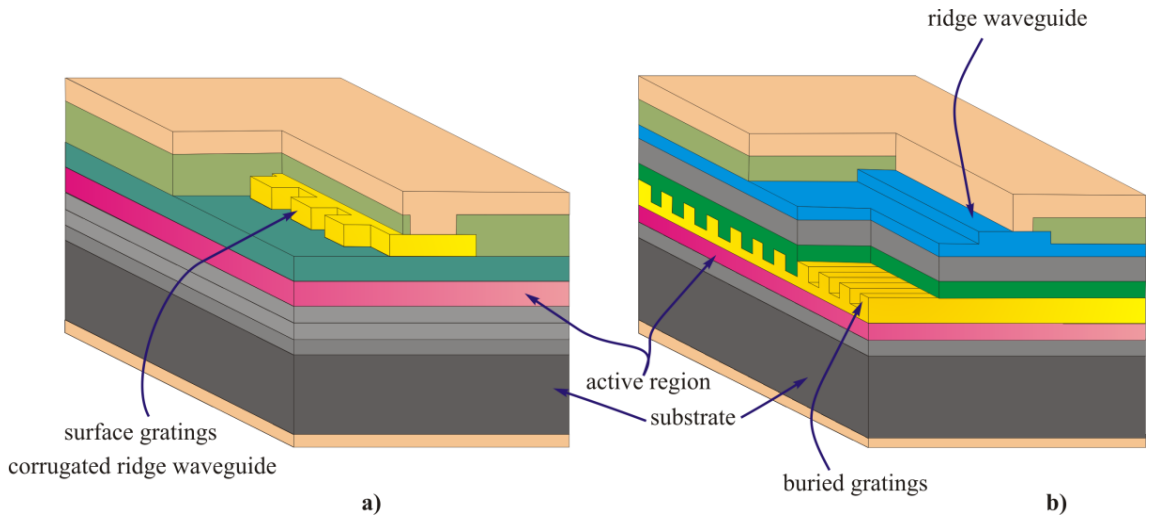 ridge waveguide
active region
substrate
surface gratings
corrugated ridge waveguide
buried gratings
a)
b)